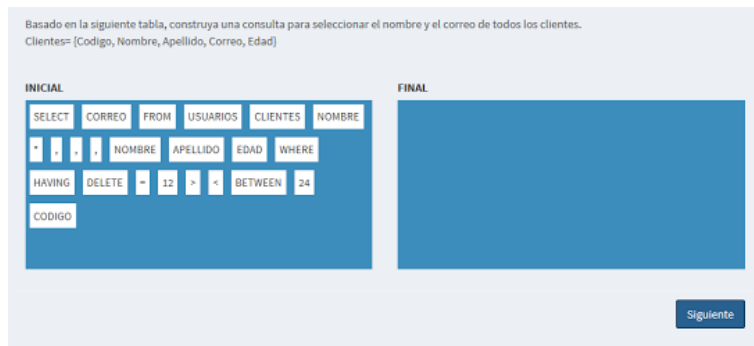 Basado en la siguiente tabla, construya una consulta para seleccionar el nombre y el correo de todos los clientes.
Clientes= {Codigo, Nombre, Apellido, Correo, Edad}
INICIAL
SELECT CORREO FROM USUARIOS CLIENTES NOMBRE
* , , , NOMBRE APELLIDO EDAD WHERE
HAVING DELETE = 12 > < BETWEEN 24
CODIGO
FINAL
Siguiente